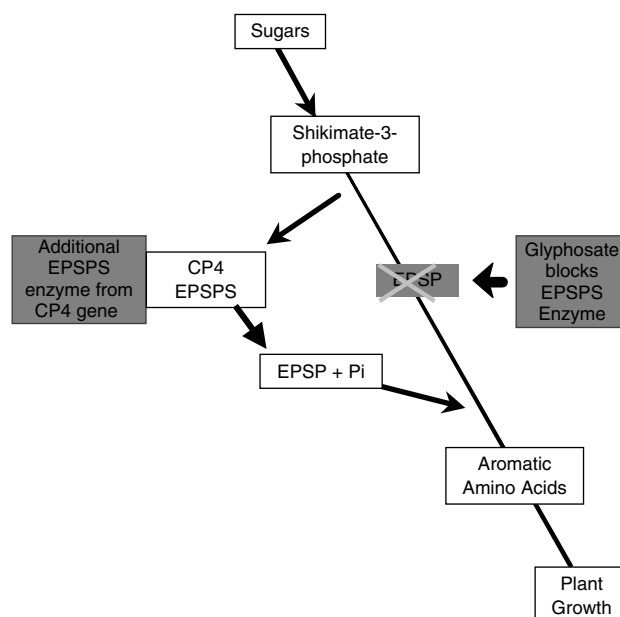 Sugars
Shikimate-3-
phosphate
Additional
EPSPS
enzyme from
CP4 gene
CP4
EPSPS
EPSP
Glyphosate
blocks
EPSPS
Enzyme
EPSP + Pi
Aromatic
Amino Acids
Plant
Growth